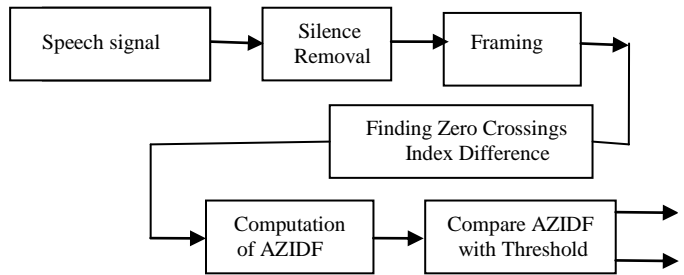 Speech signal
Silence
Removal
Framing
Finding Zero Crossings
Index Difference
Computation
of AZIDF
Compare AZIDF
with Threshold